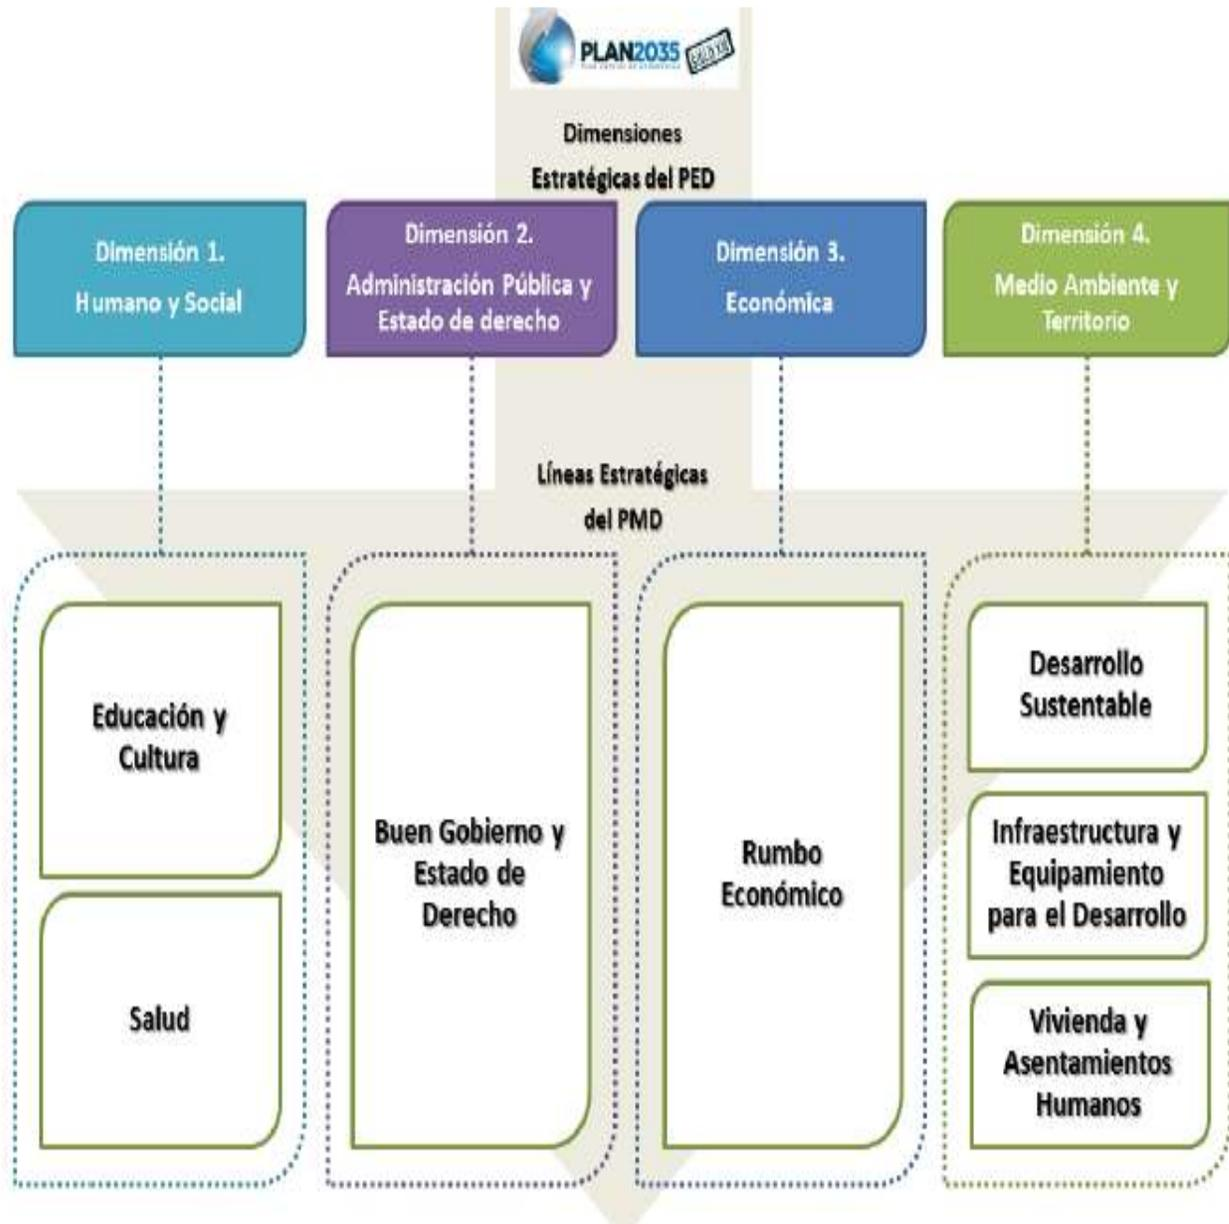 PLAN2035
SIGLO XXI
Dimensiones
Estratégicas del PED
Dimensión 1.
Humano y Social
Dimensión 2.
Administración Pública y
Estado de derecho
Dimensión 3.
Económica
Dimensión 4.
Medio Ambiente y
Territorio
Líneas Estratégicas
del PMD
Educación y
Cultura
Salud
Buen Gobierno y
Estado de
Derecho
Rumbo
Económico
Desarrollo
Sustentable
Infraestructura y
Equipamiento
para el Desarrollo
Vivienda y
Asentamientos
Humanos